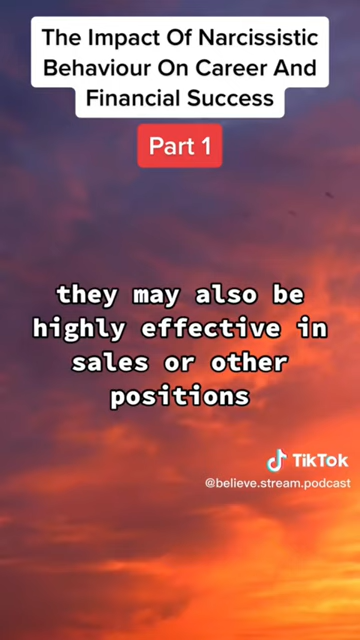 The Impact Of Narcissistic
Behaviour On Career And
Financial Success
Part 1
they may also be
highly effective in
sales or other
positions
TikTok
@believe.stream.podcast